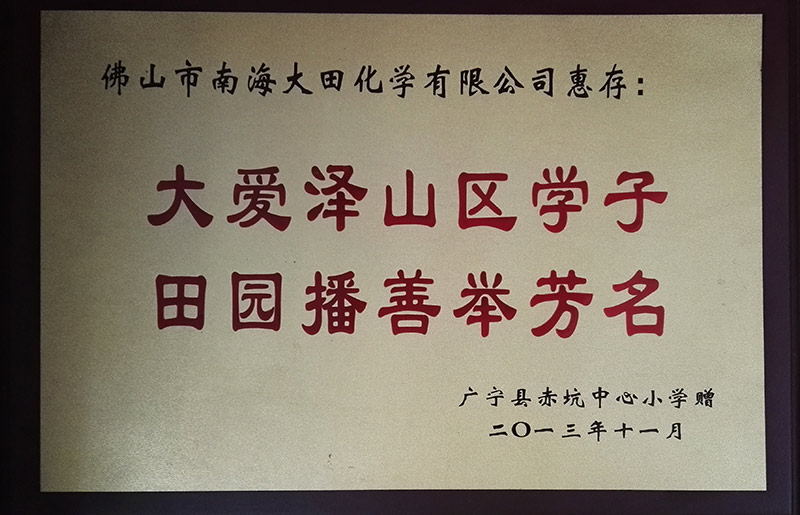 佛山市南海大田化学有限公司惠存：
大爱泽山区学子
田园播善举芳名
广宁县赤坑中心小学赠
二〇一三年十一月